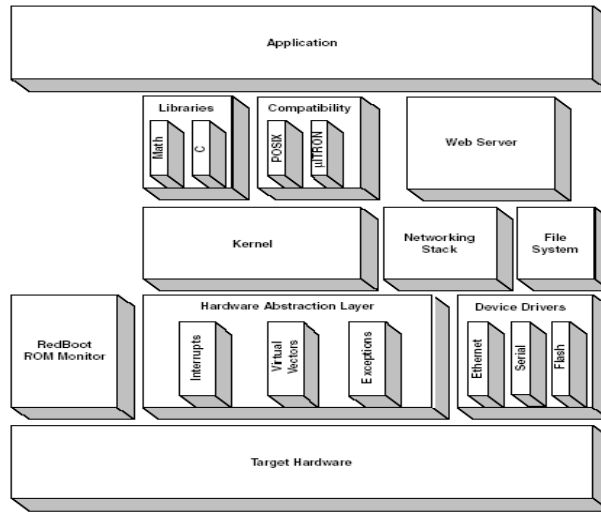 Application
Libraries
Math
C
Compatibility
POSIX
µITRON
Web Server
Kernel
Networking
Stack
File
System
RedBoot
ROM Monitor
Hardware Abstraction Layer
Interrupts
Virtual
Vectors
Exceptions
Device Drivers
Ethernet
Serial
Flash
Target Hardware